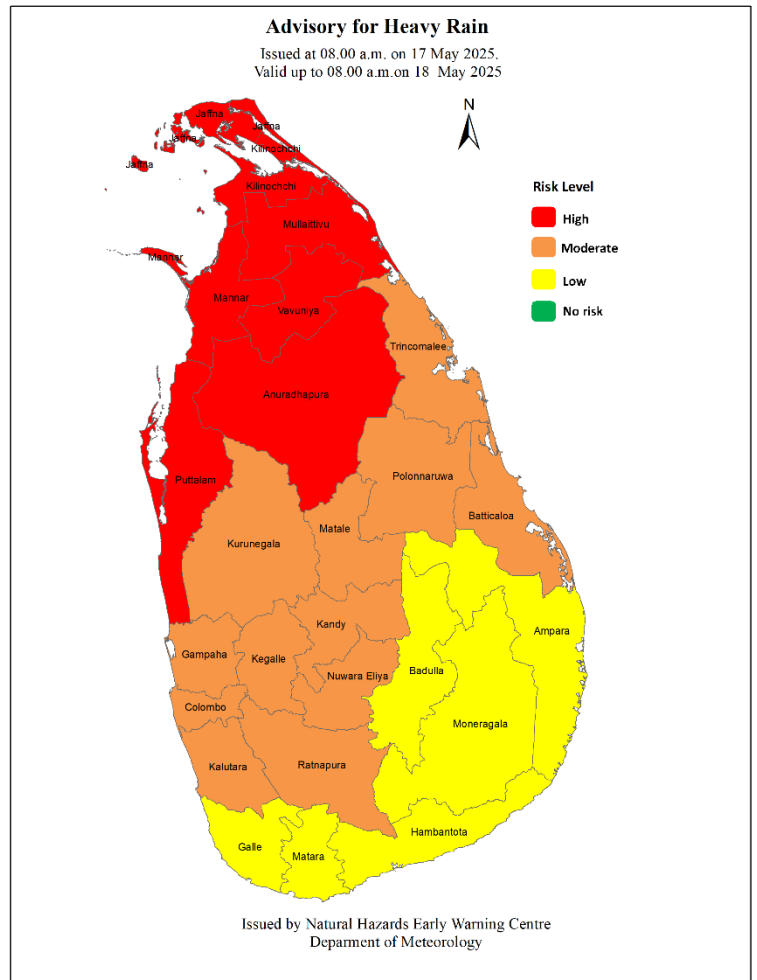 Advisory for Heavy Rain
Issued at 08.00 a.m. on 17 May 2025.
Valid up to 08.00 a.m.on 18 May 2025
N
Jaffna
Jaffna
Jaffna
Kilinochchi
Jaffna
Kilinochchi
Risk Level
High
Mullaittivu
Moderate
Mannar
Low
Mannar
Vavuniya
No risk
Trincomalee
Anuradhapura
Puttalam
Polonnaruwa
Batticaloa
Matale
Kurunegala
Kandy
Ampara
Gampaha
Kegalle
Badulla
Nuwara Eliya
Colombo
Moneragala
Kalutara
Ratnapura
Hambantota
Galle
Matara
Issued by Natural Hazards Early Warning Centre
Deparment of Meteorology